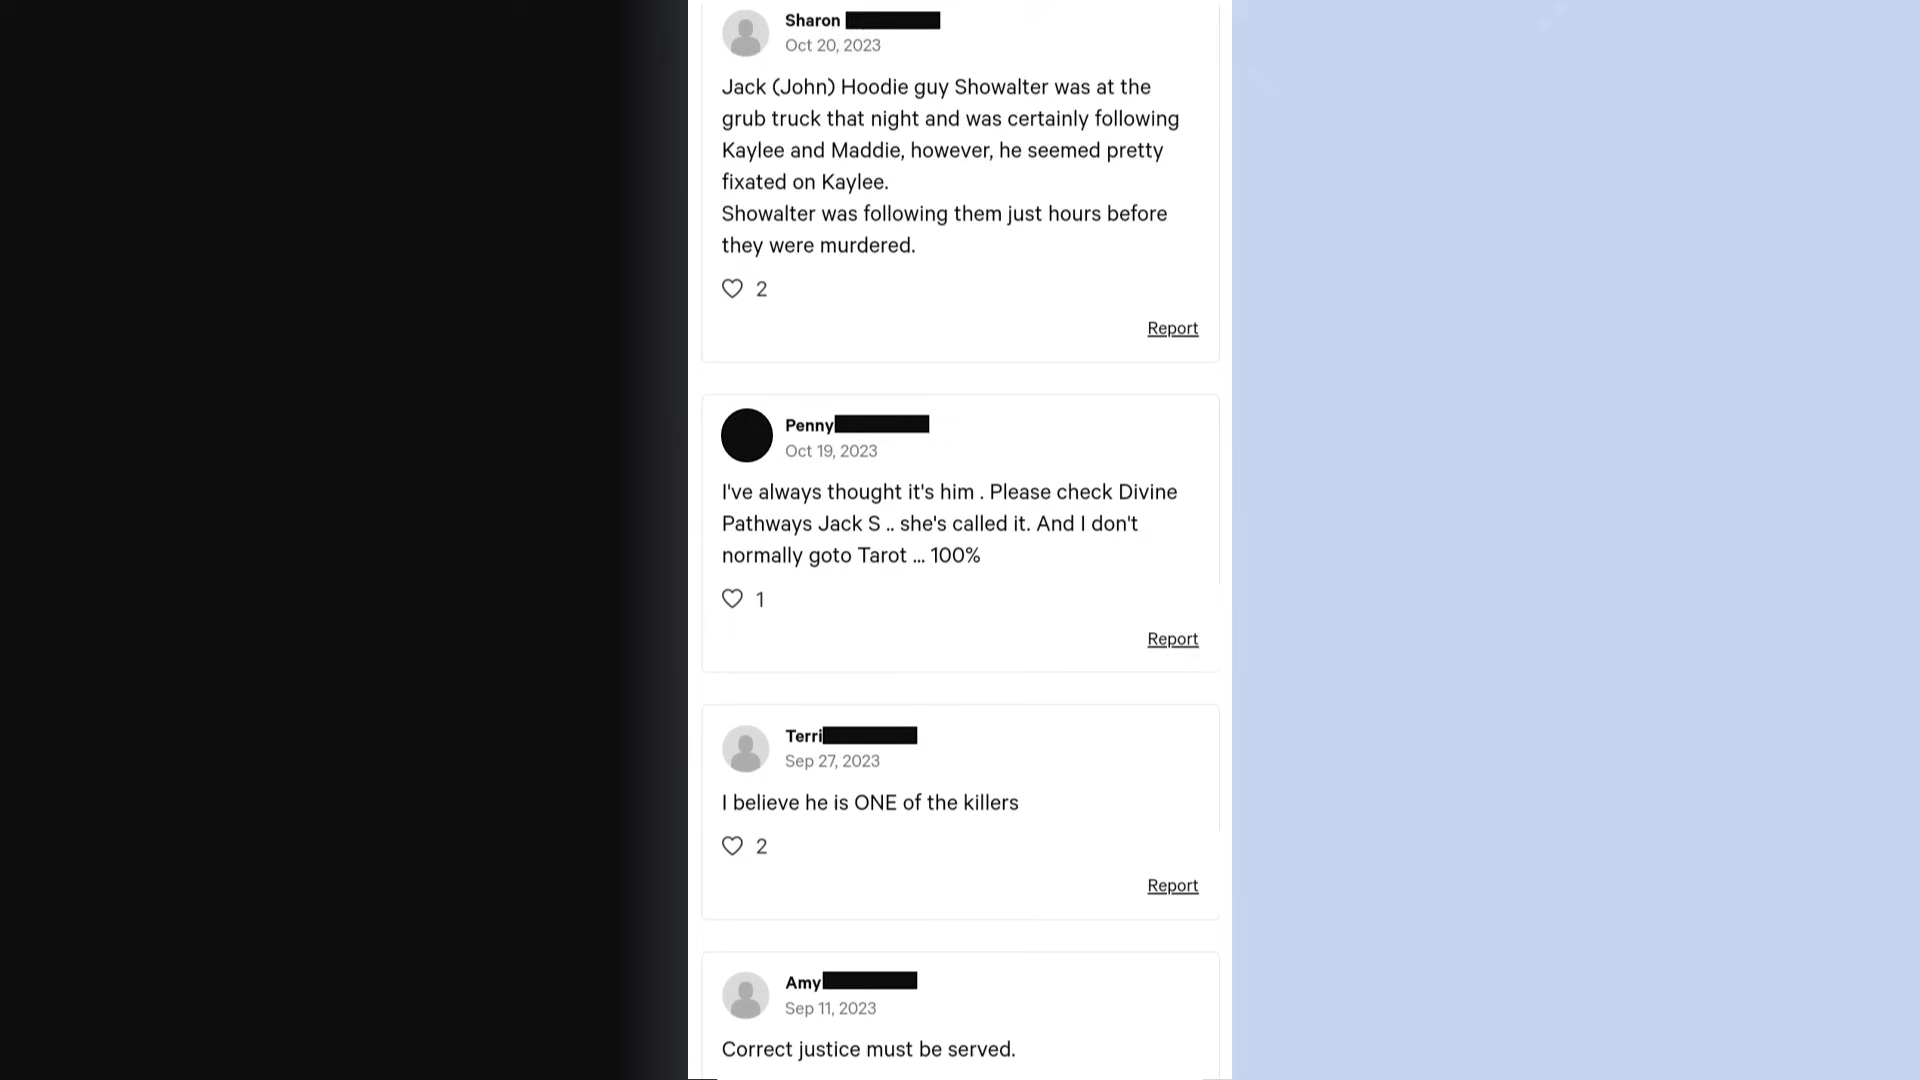 Sharon
Oct 20, 2023
Jack (John) Hoodie guy Showalter was at the
grub truck that night and was certainly following
Kaylee and Maddie, however, he seemed pretty
fixated on Kaylee.
Showalter was following them just hours before
they were murdered.
2
Report
Penny
Oct 19, 2023
I've always thought it's him . Please check Divine
Pathways Jack S .. she's called it. And I don't
normally goto Tarot ... 100%
1
Report
Terri
Sep 27, 2023
I believe he is ONE of the killers
2
Report
Amy
Sep 11, 2023
Correct justice must be served.